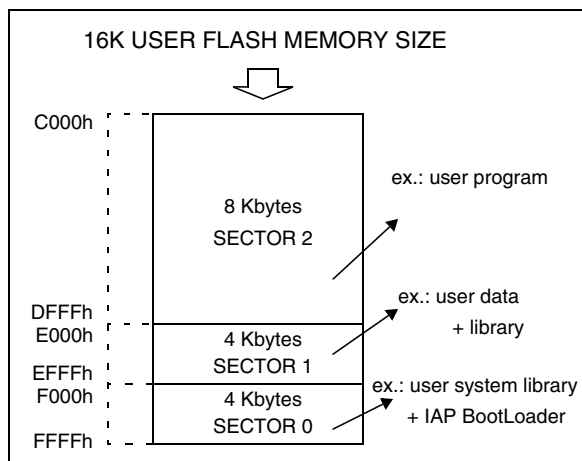 16K USER FLASH MEMORY SIZE
C000h
ex.: user program
8 Kbytes
SECTOR 2
DFFFh
E000h
ex.: user data
+ library
4 Kbytes
SECTOR 1
EFFFh
F000h
ex.: user system library
+ IAP BootLoader
4 Kbytes
SECTOR 0
FFFFh